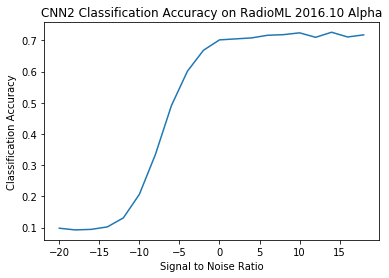 CNN2 Classification Accuracy on RadioML 2016.10 Alpha
Classification Accuracy
0.7
0.6
0.5
0.4
0.3
0.2
0.1
−20 −15 −10 −5 0 5 10 15
Signal to Noise Ratio